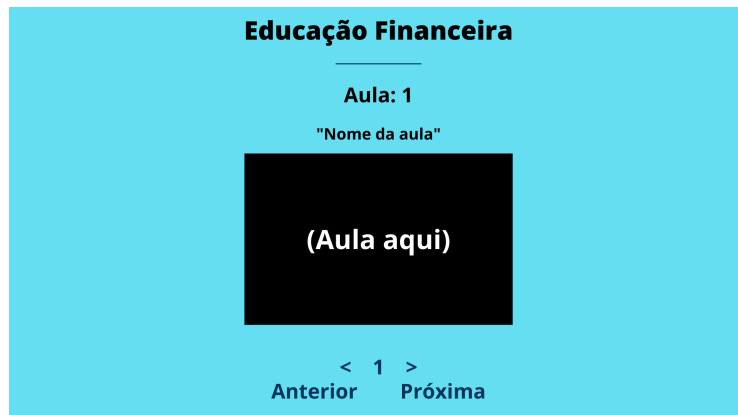 Educação Financeira
Aula: 1
"Nome da aula"
(Aula aqui)
< 1 >
Anterior Próxima